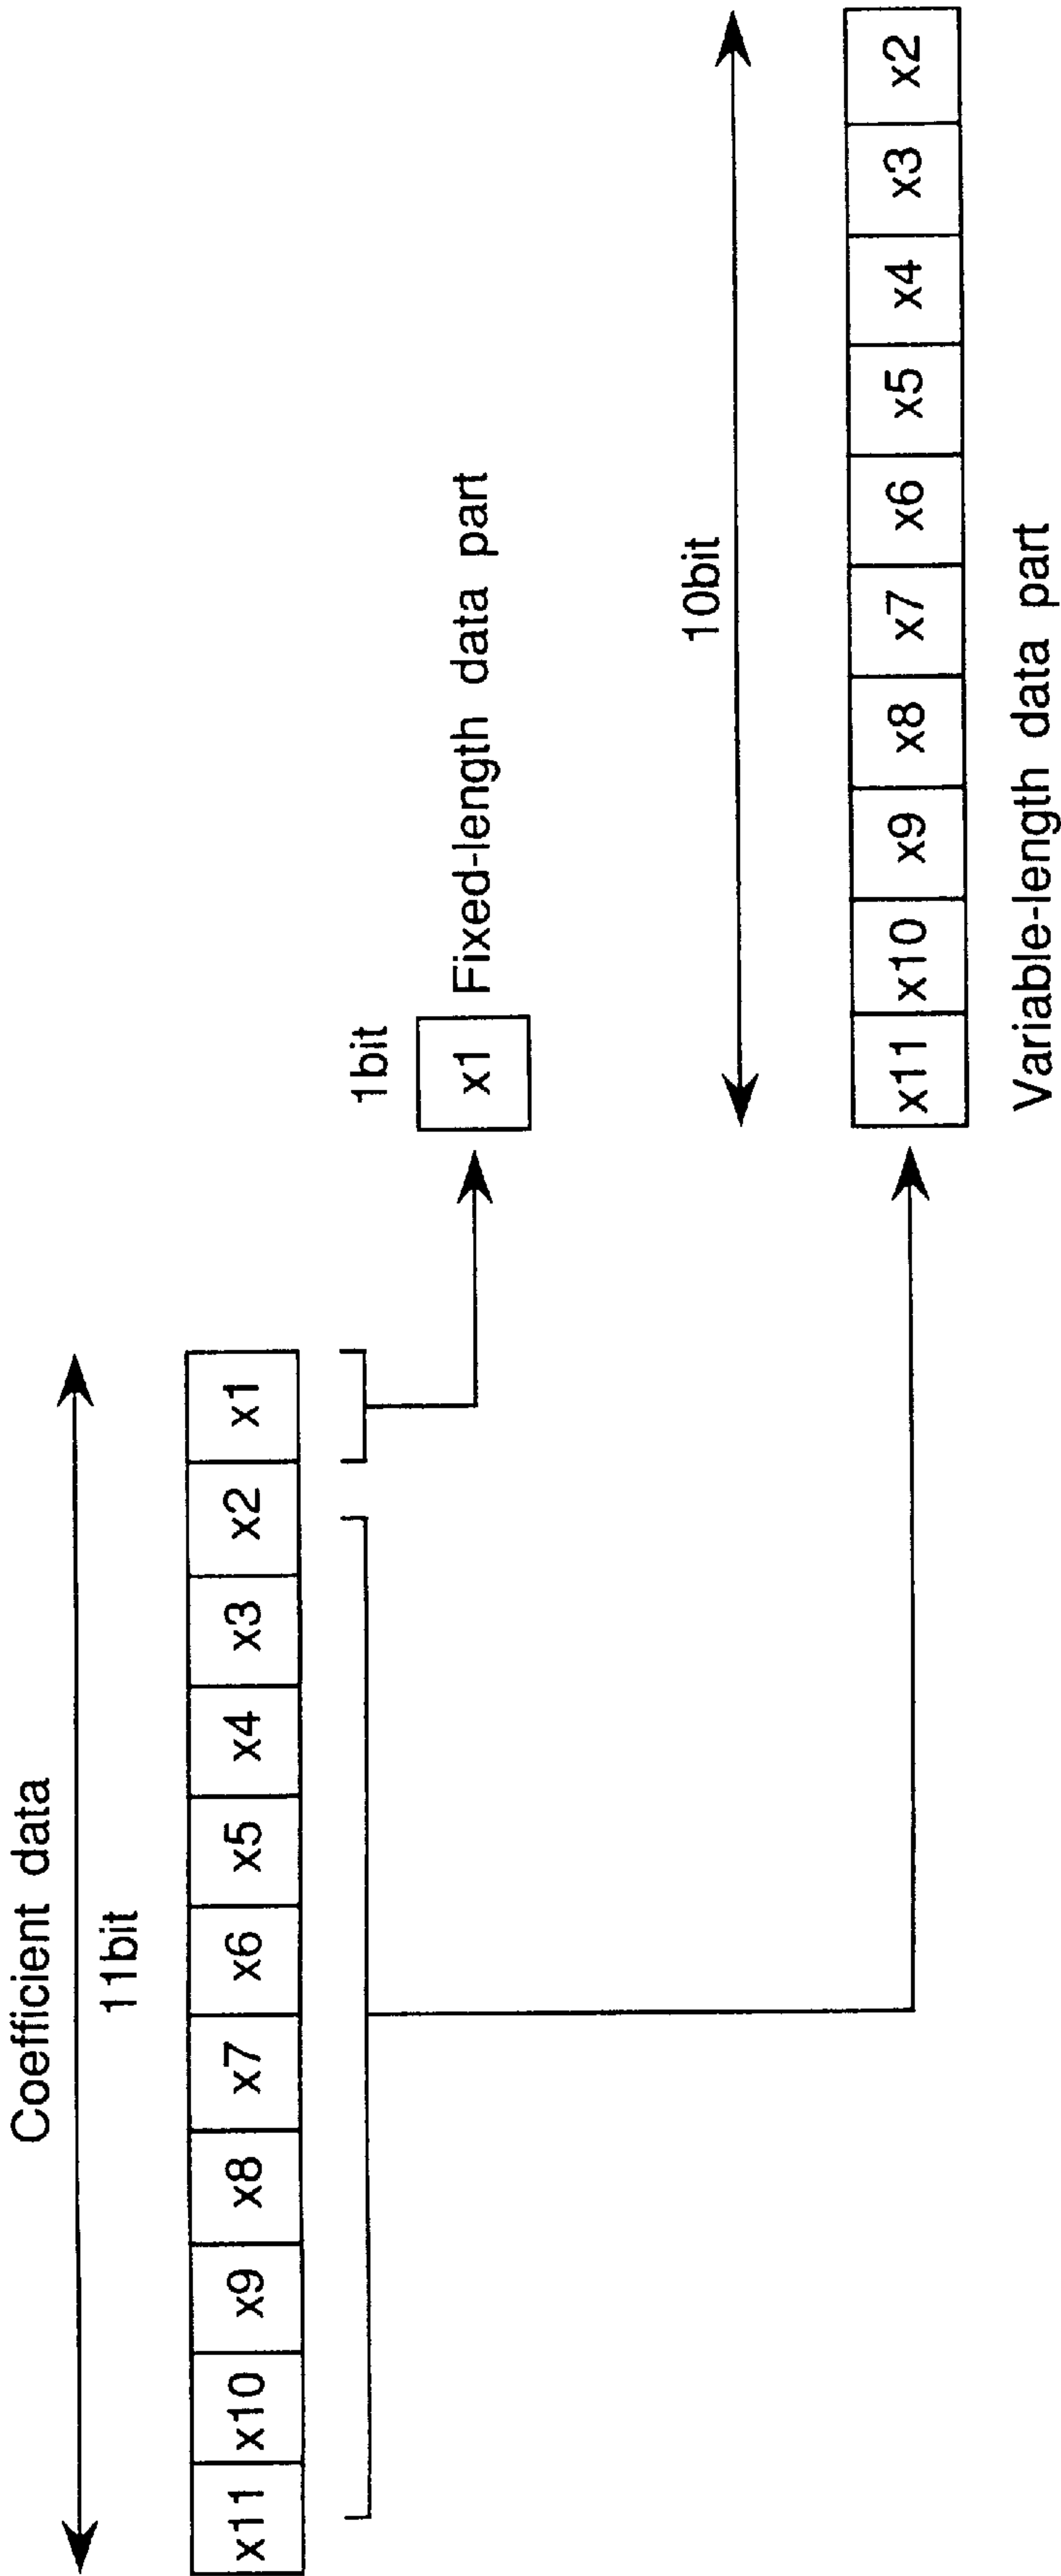 Coefficient data
11bit
x11 x10 x9 x8 x7 x6 x5 x4 x3 x2 x1
1bit
x1 Fixed-length data part
10bit
x11 x10 x9 x8 x7 x6 x5 x4 x3 x2
Variable-length data part